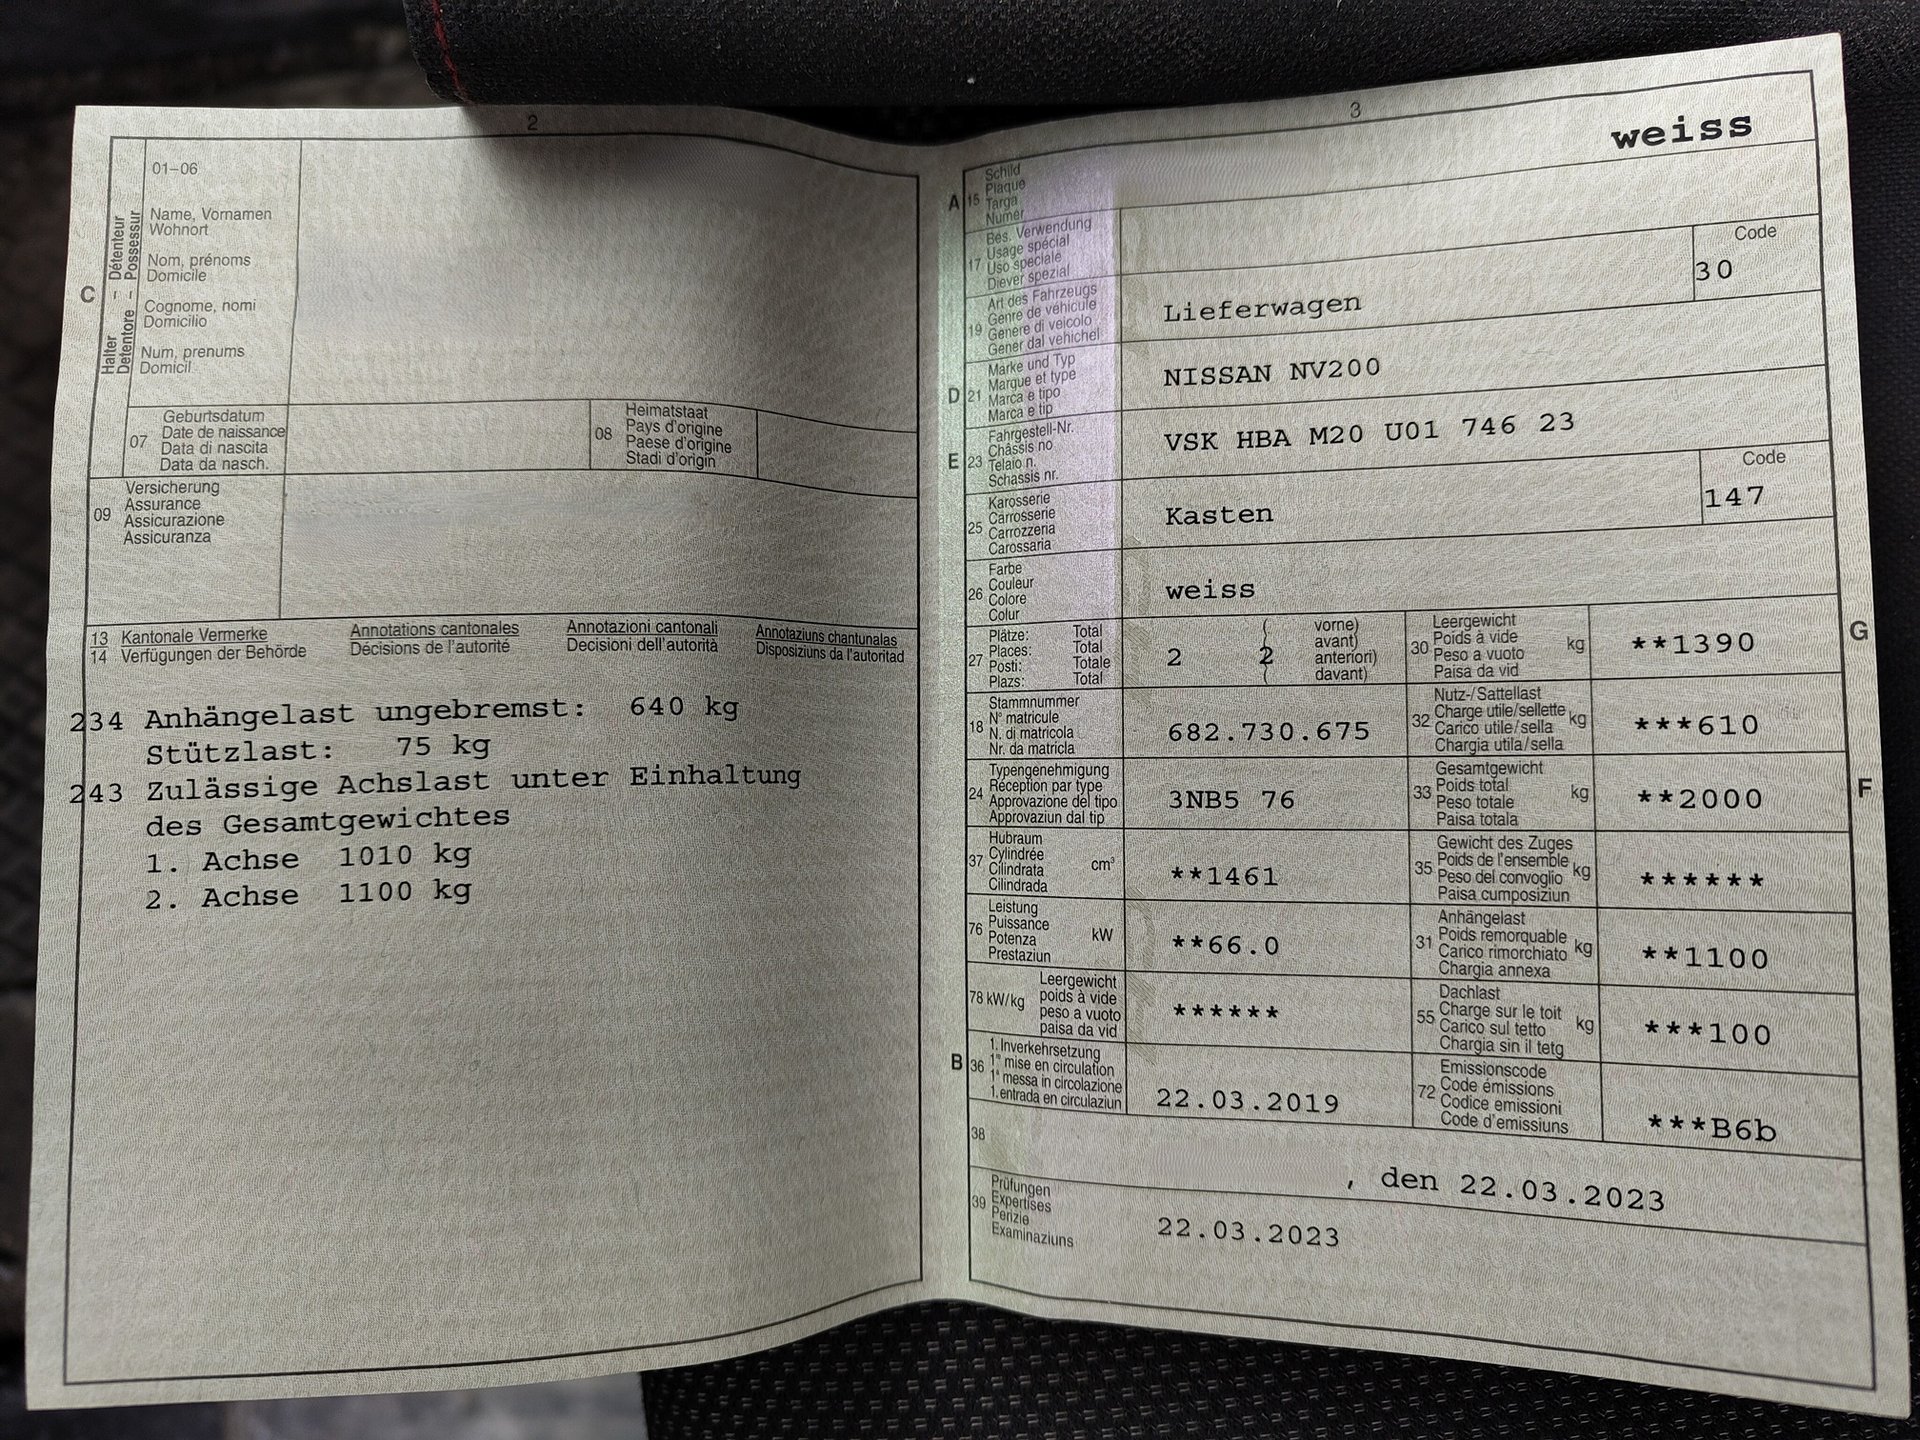 2
01–06
Name, Vornamen
Wohnort
Nom, prénoms
Domicile
Cognome, nomi
Domicilio
Num, prenums
Domicil
C
Halter – Détenteur
Detentore – Possessur
07
Geburtsdatum
Date de naissance
Data di nascita
Data da nasch.
08
Heimatstaat
Pays d'origine
Paese d'origine
Stadi d'origin
09
Versicherung
Assurance
Assicurazione
Assicuranza
13
14
Kantonale Vermerke
Verfügungen der Behörde
Annotations cantonales
Décisions de l'autorité
Annotazioni cantonali
Decisioni dell'autorità
Annotaziuns chantunalas
Disposiziuns da l'autoritad
234 Anhängelast ungebremst: 640 kg
Stützlast: 75 kg
243 Zulässige Achslast unter Einhaltung
des Gesamtgewichtes
1. Achse 1010 kg
2. Achse 1100 kg
3
weiss
A 15
Schild
Plaque
Targa
Numer
17
Bes. Verwendung
Usage spécial
Uso speciale
Diever spezial
19
Art des Fahrzeugs
Genre de véhicule
Genere di veicolo
Gener dal vehichel
Lieferwagen
Code
30
D 21
Marke und Typ
Marque et type
Marca e tipo
Marca e tip
NISSAN NV200
E 23
Fahrgestell-Nr.
Châssis no
Telaio n.
Schassis nr.
VSK HBA M20 U01 746 23
25
Karosserie
Carrosserie
Carrozzeria
Carossaria
Kasten
Code
147
26
Farbe
Couleur
Colore
Colur
weiss
27
Plätze: Total
Places: Total
Posti: Totale
Plazs: Total
2 2
( vorne)
avant)
anteriori)
( davant)
G
30
Leergewicht
Poids à vide
Peso a vuoto
Paisa da vid
kg
**1390
18
Stammnummer
N° matricule
N. di matricola
Nr. da matricla
682.730.675
32
Nutz-/Sattellast
Charge utile/sellette
Carico utile/sella
Chargia utila/sella
kg
***610
24
Typengenehmigung
Réception par type
Approvazione del tipo
Approvaziun dal tip
3NB5 76
F
33
Gesamtgewicht
Poids total
Peso totale
Paisa totala
kg
**2000
37
Hubraum
Cylindrée
Cilindrata
Cilindrada
cm³
**1461
35
Gewicht des Zuges
Poids de l'ensemble
Peso del convoglio
Paisa cumposiziun
kg
******
76
Leistung
Puissance
Potenza
Prestaziun
kW
**66.0
31
Anhängelast
Poids remorquable
Carico rimorchiato
Chargia annexa
kg
**1100
78 kW/kg
Leergewicht
poids à vide
peso a vuoto
paisa da vid
******
55
Dachlast
Charge sur le toit
Carico sul tetto
Chargia sin il tetg
kg
***100
B 36
1. Inverkehrsetzung
1re mise en circulation
1a messa in circolazione
1. entrada en circulaziun
22.03.2019
72
Emissionscode
Code émissions
Codice emissioni
Code d'emissiuns
***B6b
38
, den 22.03.2023
39
Prüfungen
Expertises
Perizie
Examinaziuns
22.03.2023